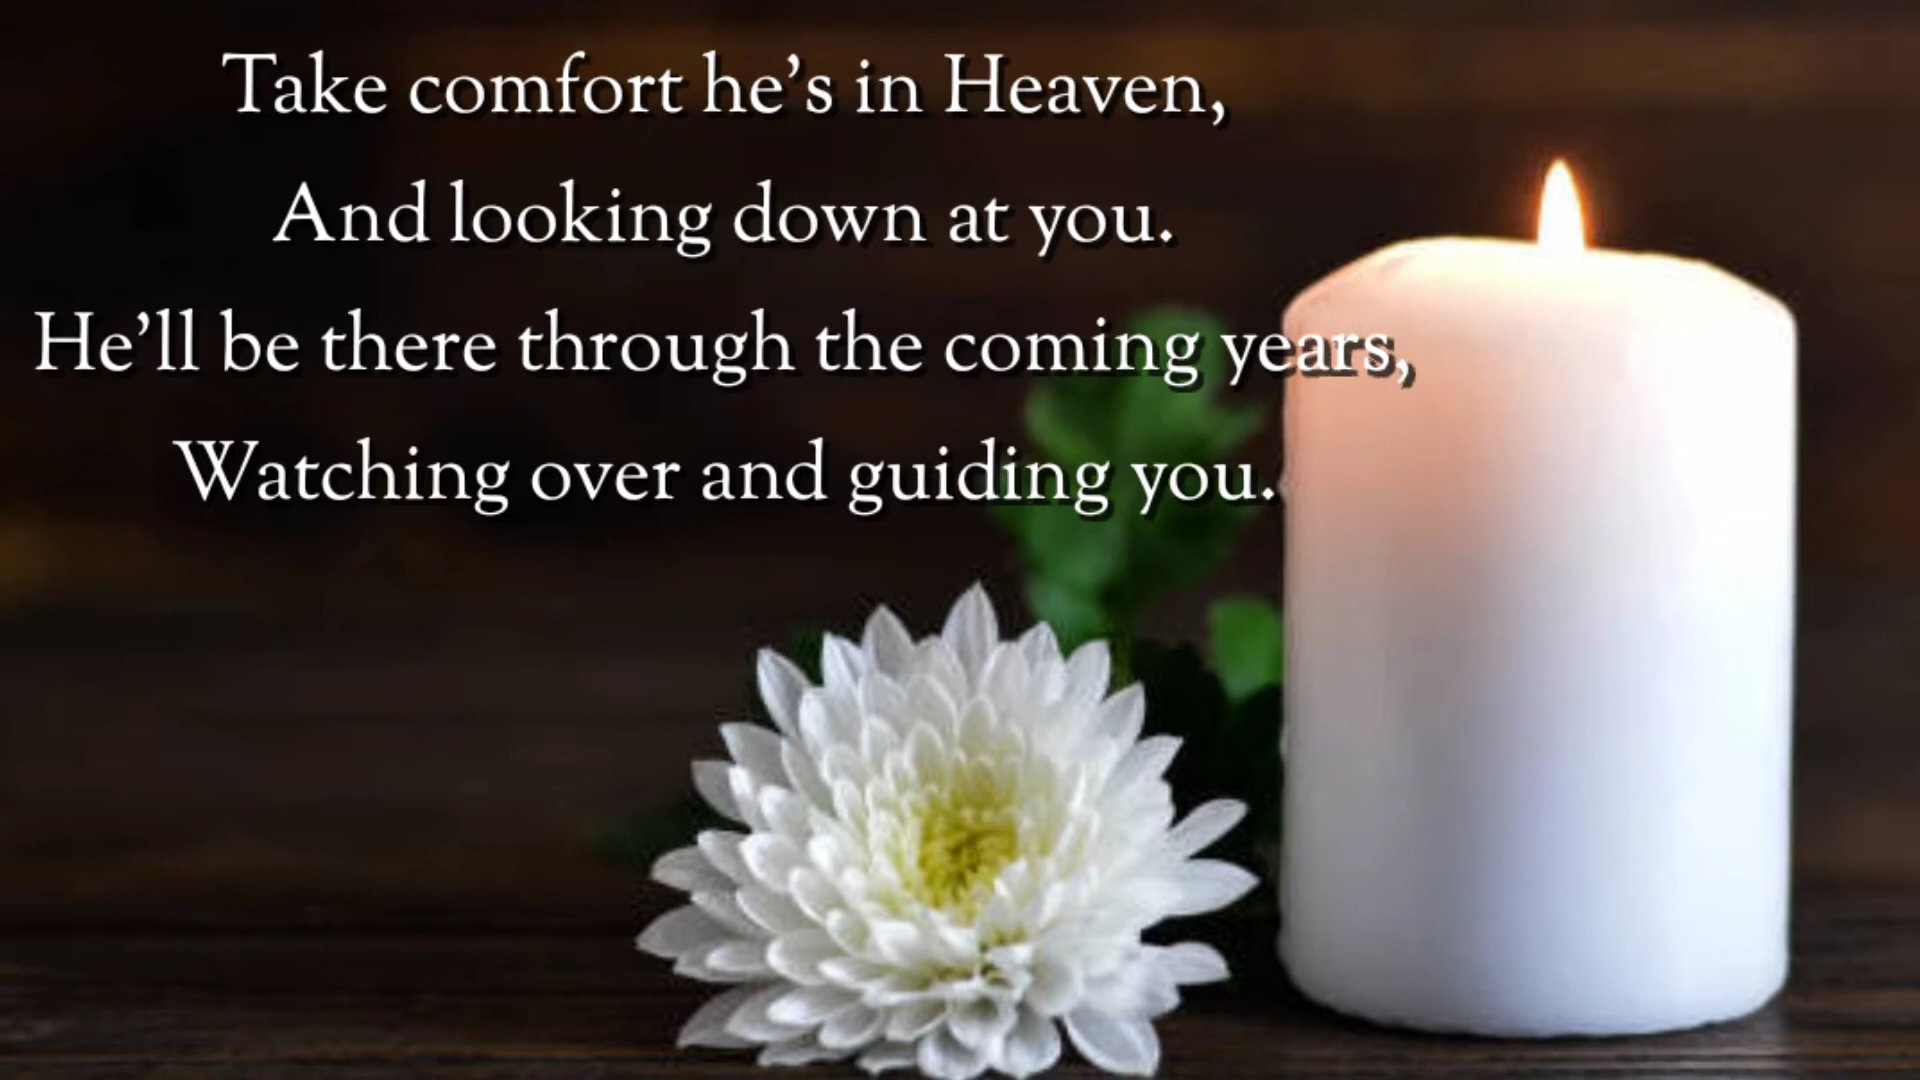 Take comfort he’s in Heaven,
And looking down at you.
He’ll be there through the coming years,
Watching over and guiding you.